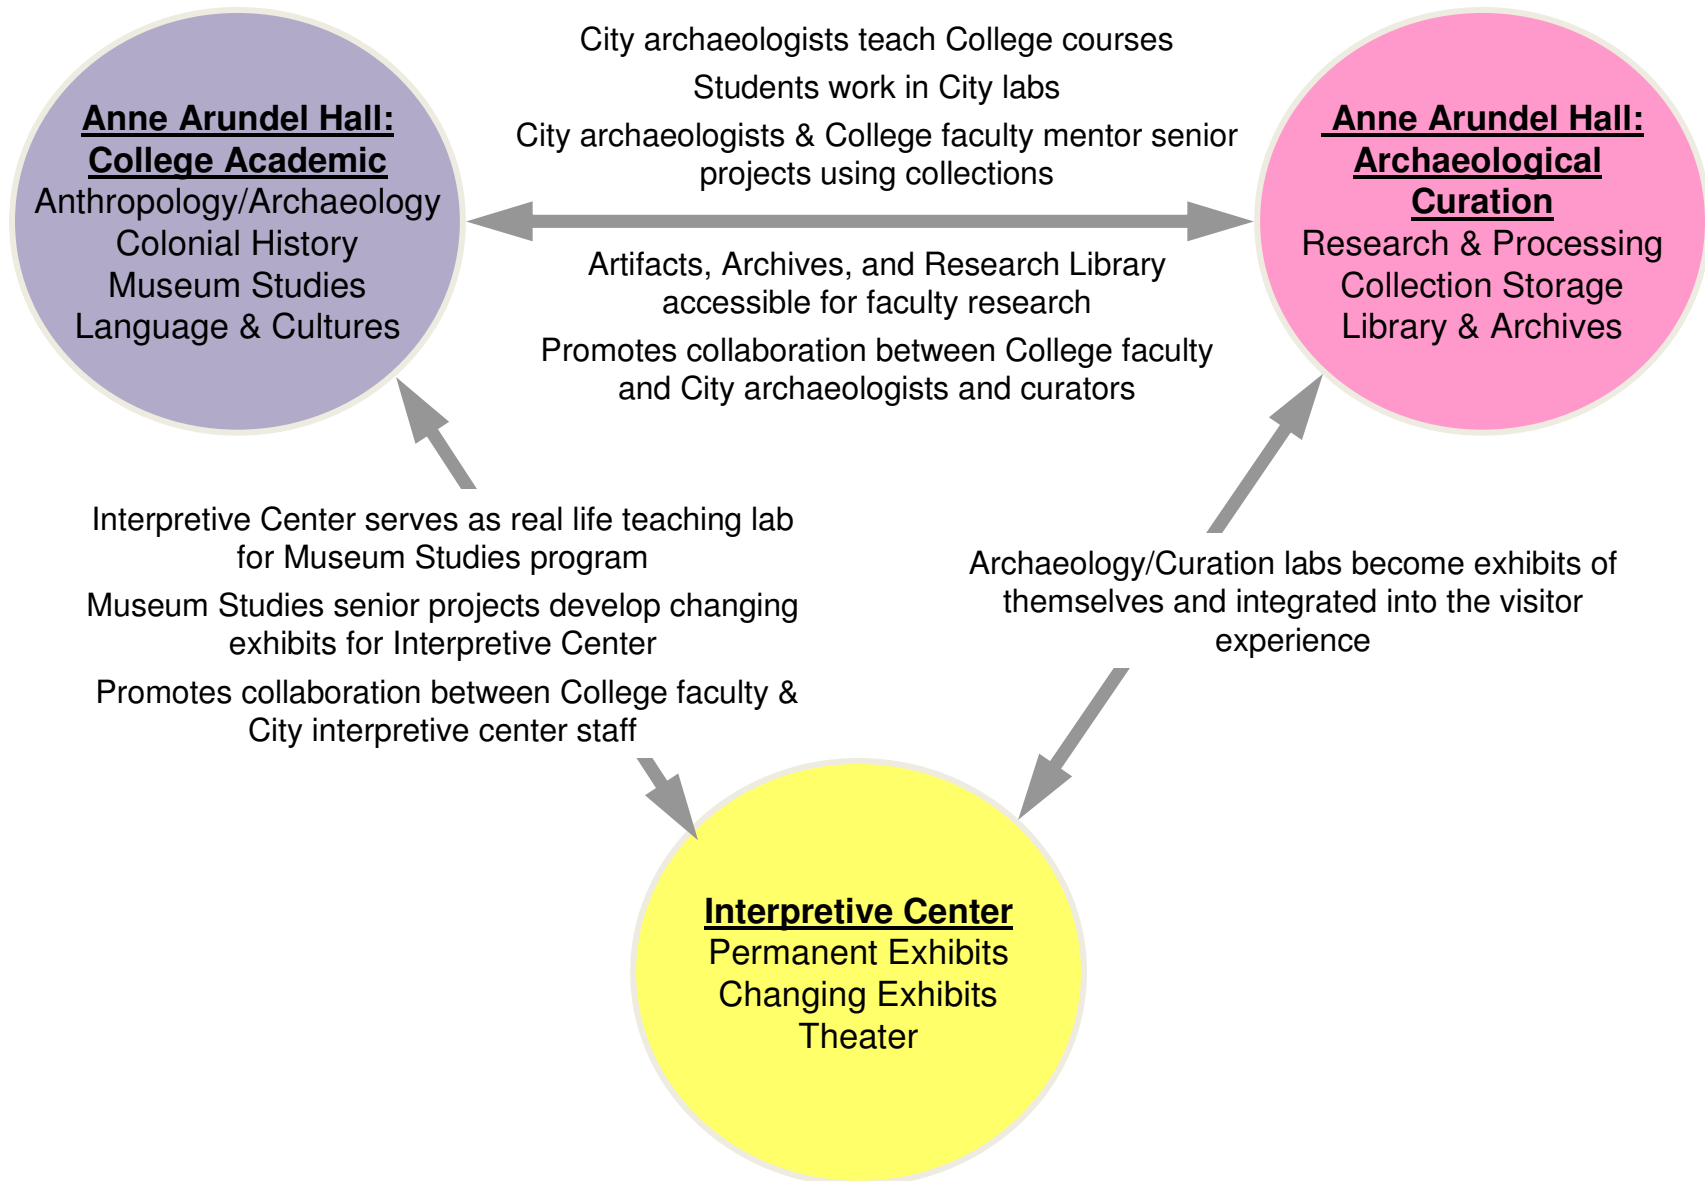 City archaeologists teach College courses
Students work in City labs
City archaeologists & College faculty mentor senior
projects using collections
Anne Arundel Hall:
College Academic
Anthropology/Archaeology
Colonial History
Museum Studies
Language & Cultures
Anne Arundel Hall:
Archaeological
Curation
Research & Processing
Collection Storage
Library & Archives
Artifacts, Archives, and Research Library
accessible for faculty research
Promotes collaboration between College faculty
and City archaeologists and curators
Interpretive Center serves as real life teaching lab
for Museum Studies program
Museum Studies senior projects develop changing
exhibits for Interpretive Center
Promotes collaboration between College faculty &
City interpretive center staff
Archaeology/Curation labs become exhibits of
themselves and integrated into the visitor
experience
Interpretive Center
Permanent Exhibits
Changing Exhibits
Theater